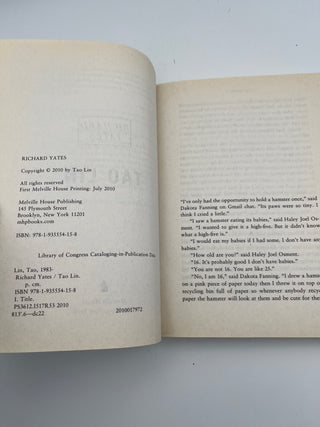 RICHARD YATES
Copyright © 2010 by Tao Lin
All rights reserved
First Melville House Printing: July 2010
Melville House Publishing
145 Plymouth Street
Brooklyn, New York 11201
mhpbooks.com
ISBN: 978-1-935554-15-8
Library of Congress Cataloging-in-Publication Data
Lin, Tao, 1983-
Richard Yates / Tao Lin.
p. cm.
ISBN 978-1-935554-15-8
I. Title.
PS3612.I517R53 2010
813'.6—dc22
2010017972
"I've only had the opportunity to hold a hamster once," said
Dakota Fanning on Gmail chat. "Its paws were so tiny. I
think I cried a little."
"I saw a hamster eating its babies," said Haley Joel Os-
ment. "I wanted to give it a high-five. But it didn't know
what a high-five is."
"I would eat my babies if I had some. I don't have
babies."
"How old are you?" said Haley Joel Osment.
"16. It's probably good I don't have babies."
"You are not 16. You are like 25."
"No, I am 16," said Dakota Fanning. "I
on a pink piece of paper today then I threw it on top of
recycling bin full of paper so whenever anybody
paper the hamster will look at them and be cute for the